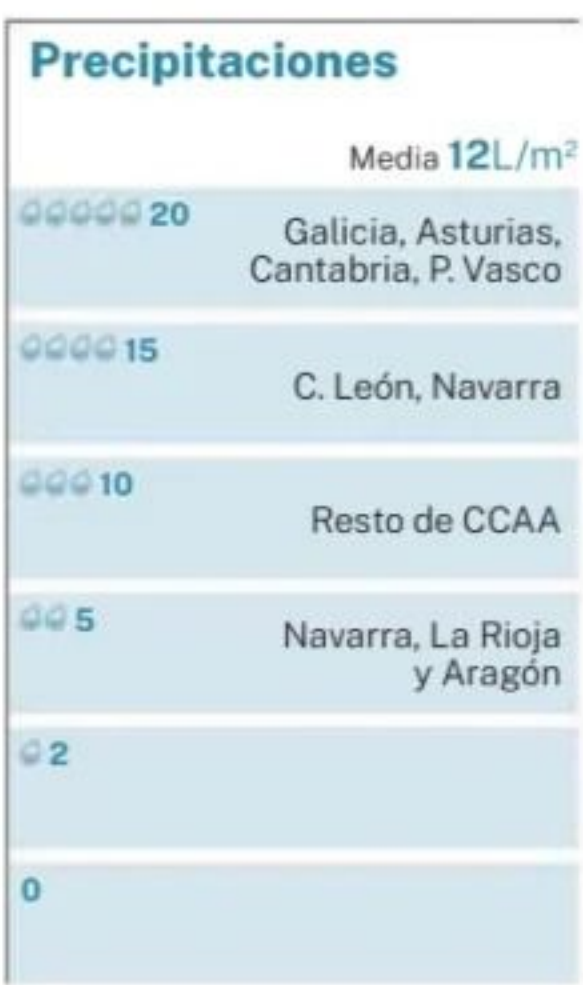 Precipitaciones
Media 12L/m²
20
Galicia, Asturias,
Cantabria, P. Vasco
15
C. León, Navarra
10
Resto de CCAA
5
Navarra, La Rioja
y Aragón
2
0